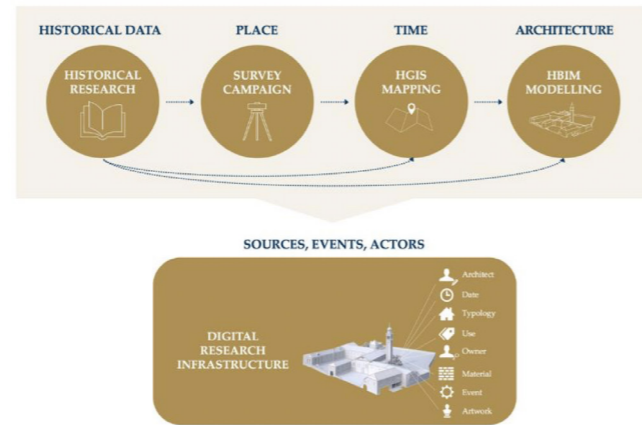 HISTORICAL DATA
PLACE
TIME
ARCHITECTURE
HISTORICAL
RESEARCH
SURVEY
CAMPAIGN
HGIS
MAPPING
HBIM
MODELLING
SOURCES, EVENTS, ACTORS
DIGITAL
RESEARCH
INFRASTRUCTURE
Architect
Date
Typology
Use
Owner
Material
Event
Artwork